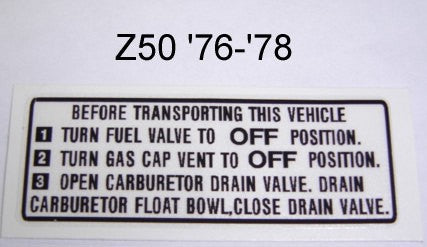 Z50 '76-'78
BEFORE TRANSPORTING THIS VEHICLE
1 TURN FUEL VALVE TO OFF POSITION.
2 TURN GAS CAP VENT TO OFF POSITION.
3 OPEN CARBURETOR DRAIN VALVE. DRAIN
CARBURETOR FLOAT BOWL,CLOSE DRAIN VALVE.